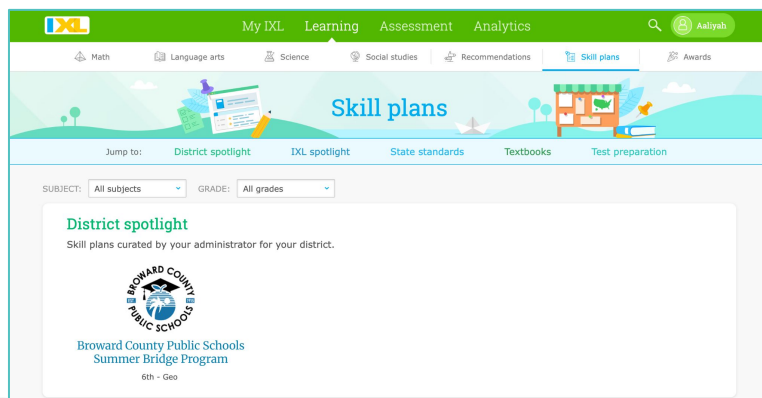 IXL My IXL Learning Assessment Analytics Aaliyah
Math Language arts Science Social studies Recommendations Skill plans Awards
Skill plans
Jump to: District spotlight IXL spotlight State standards Textbooks Test preparation
SUBJECT: All subjects GRADE: All grades
District spotlight
Skill plans curated by your administrator for your district.
BROWARD COUNTY
PUBLIC SCHOOLS
Broward County Public Schools
Summer Bridge Program
6th - Geo